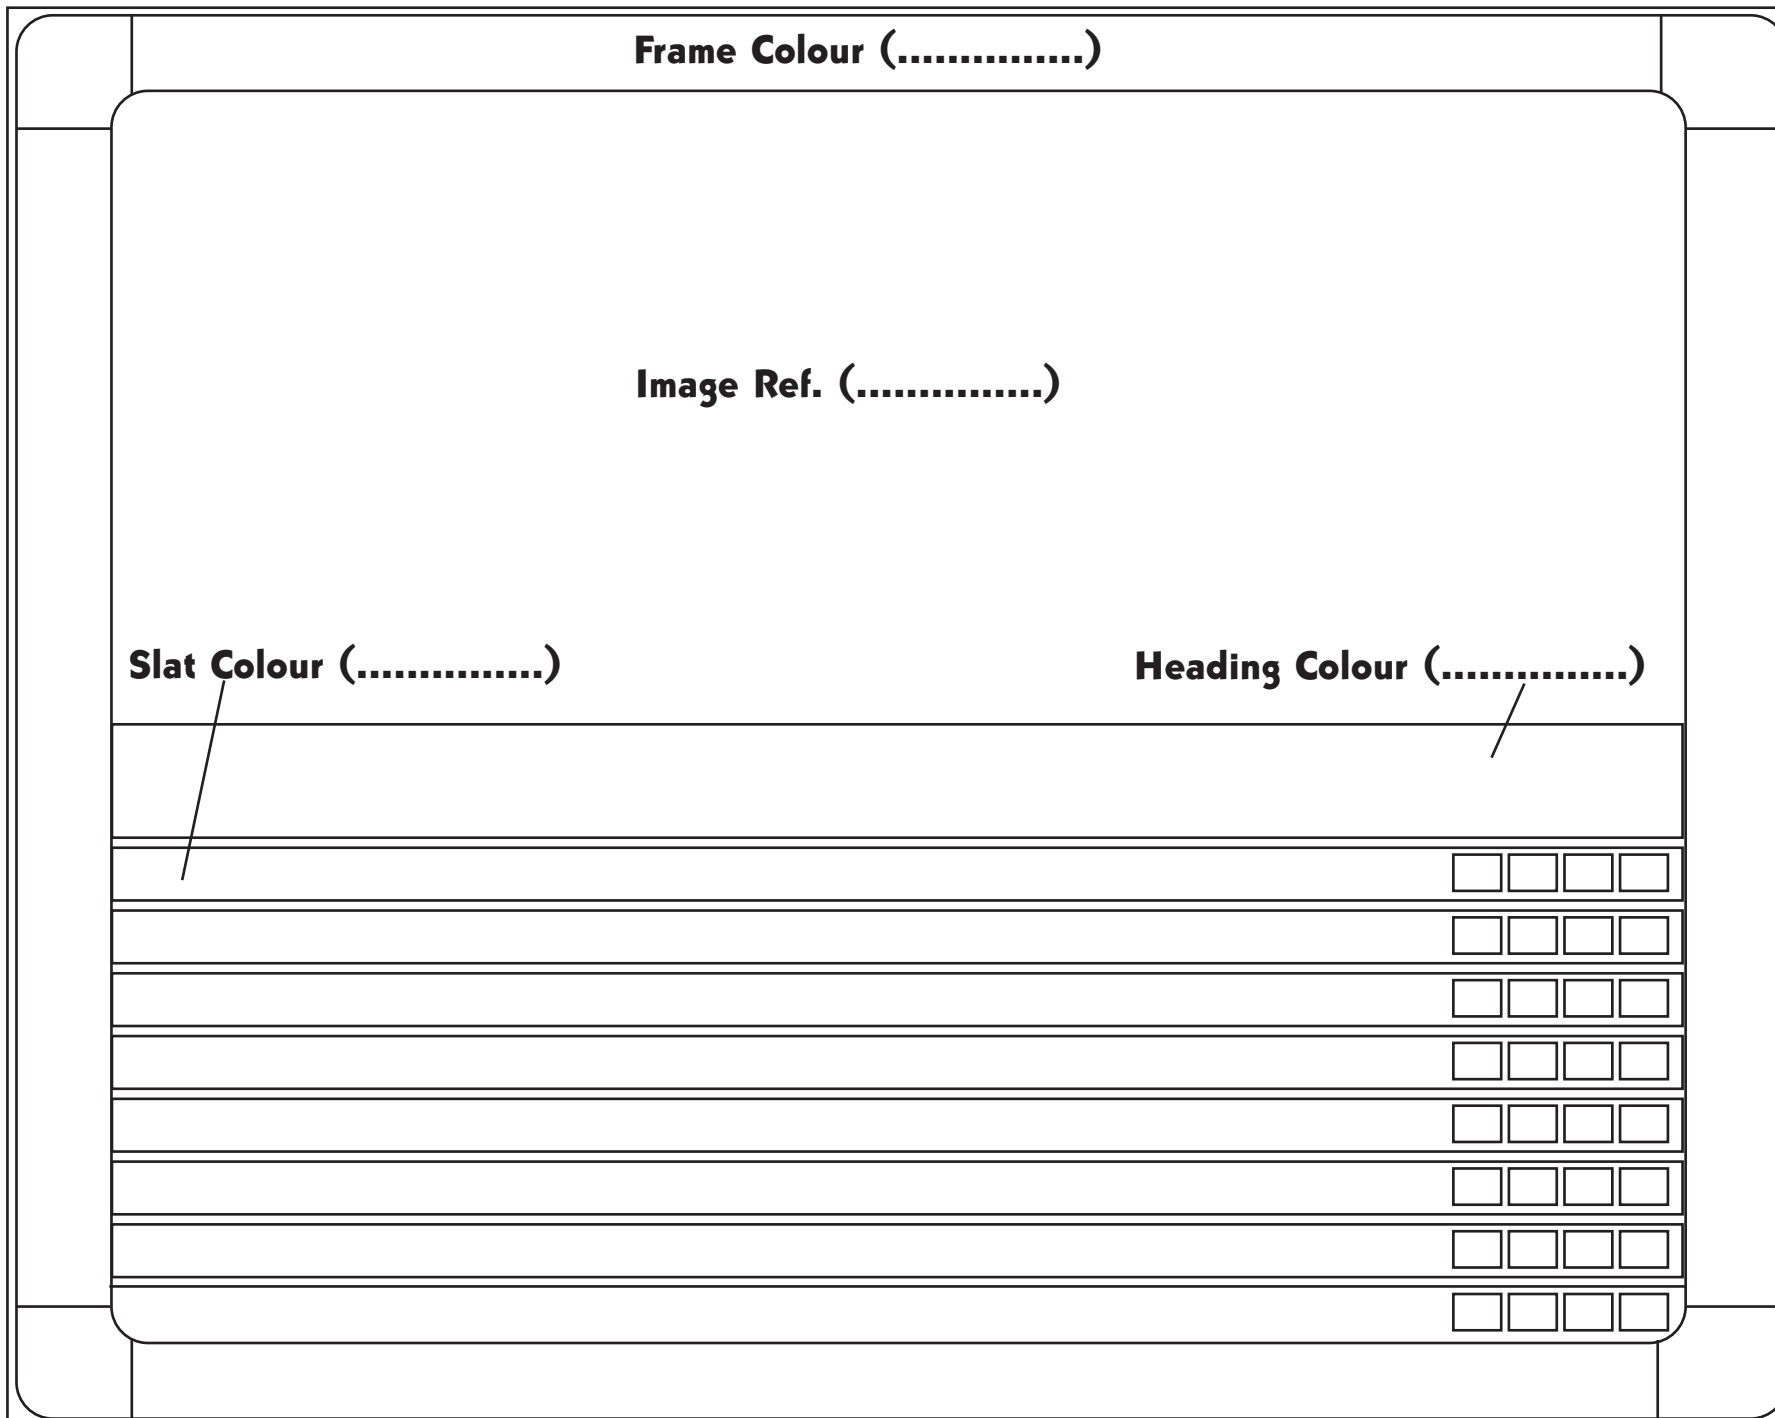 Frame Colour (...............)
Image Ref. (...............)
Slat Colour (...............)
Heading Colour (...............)